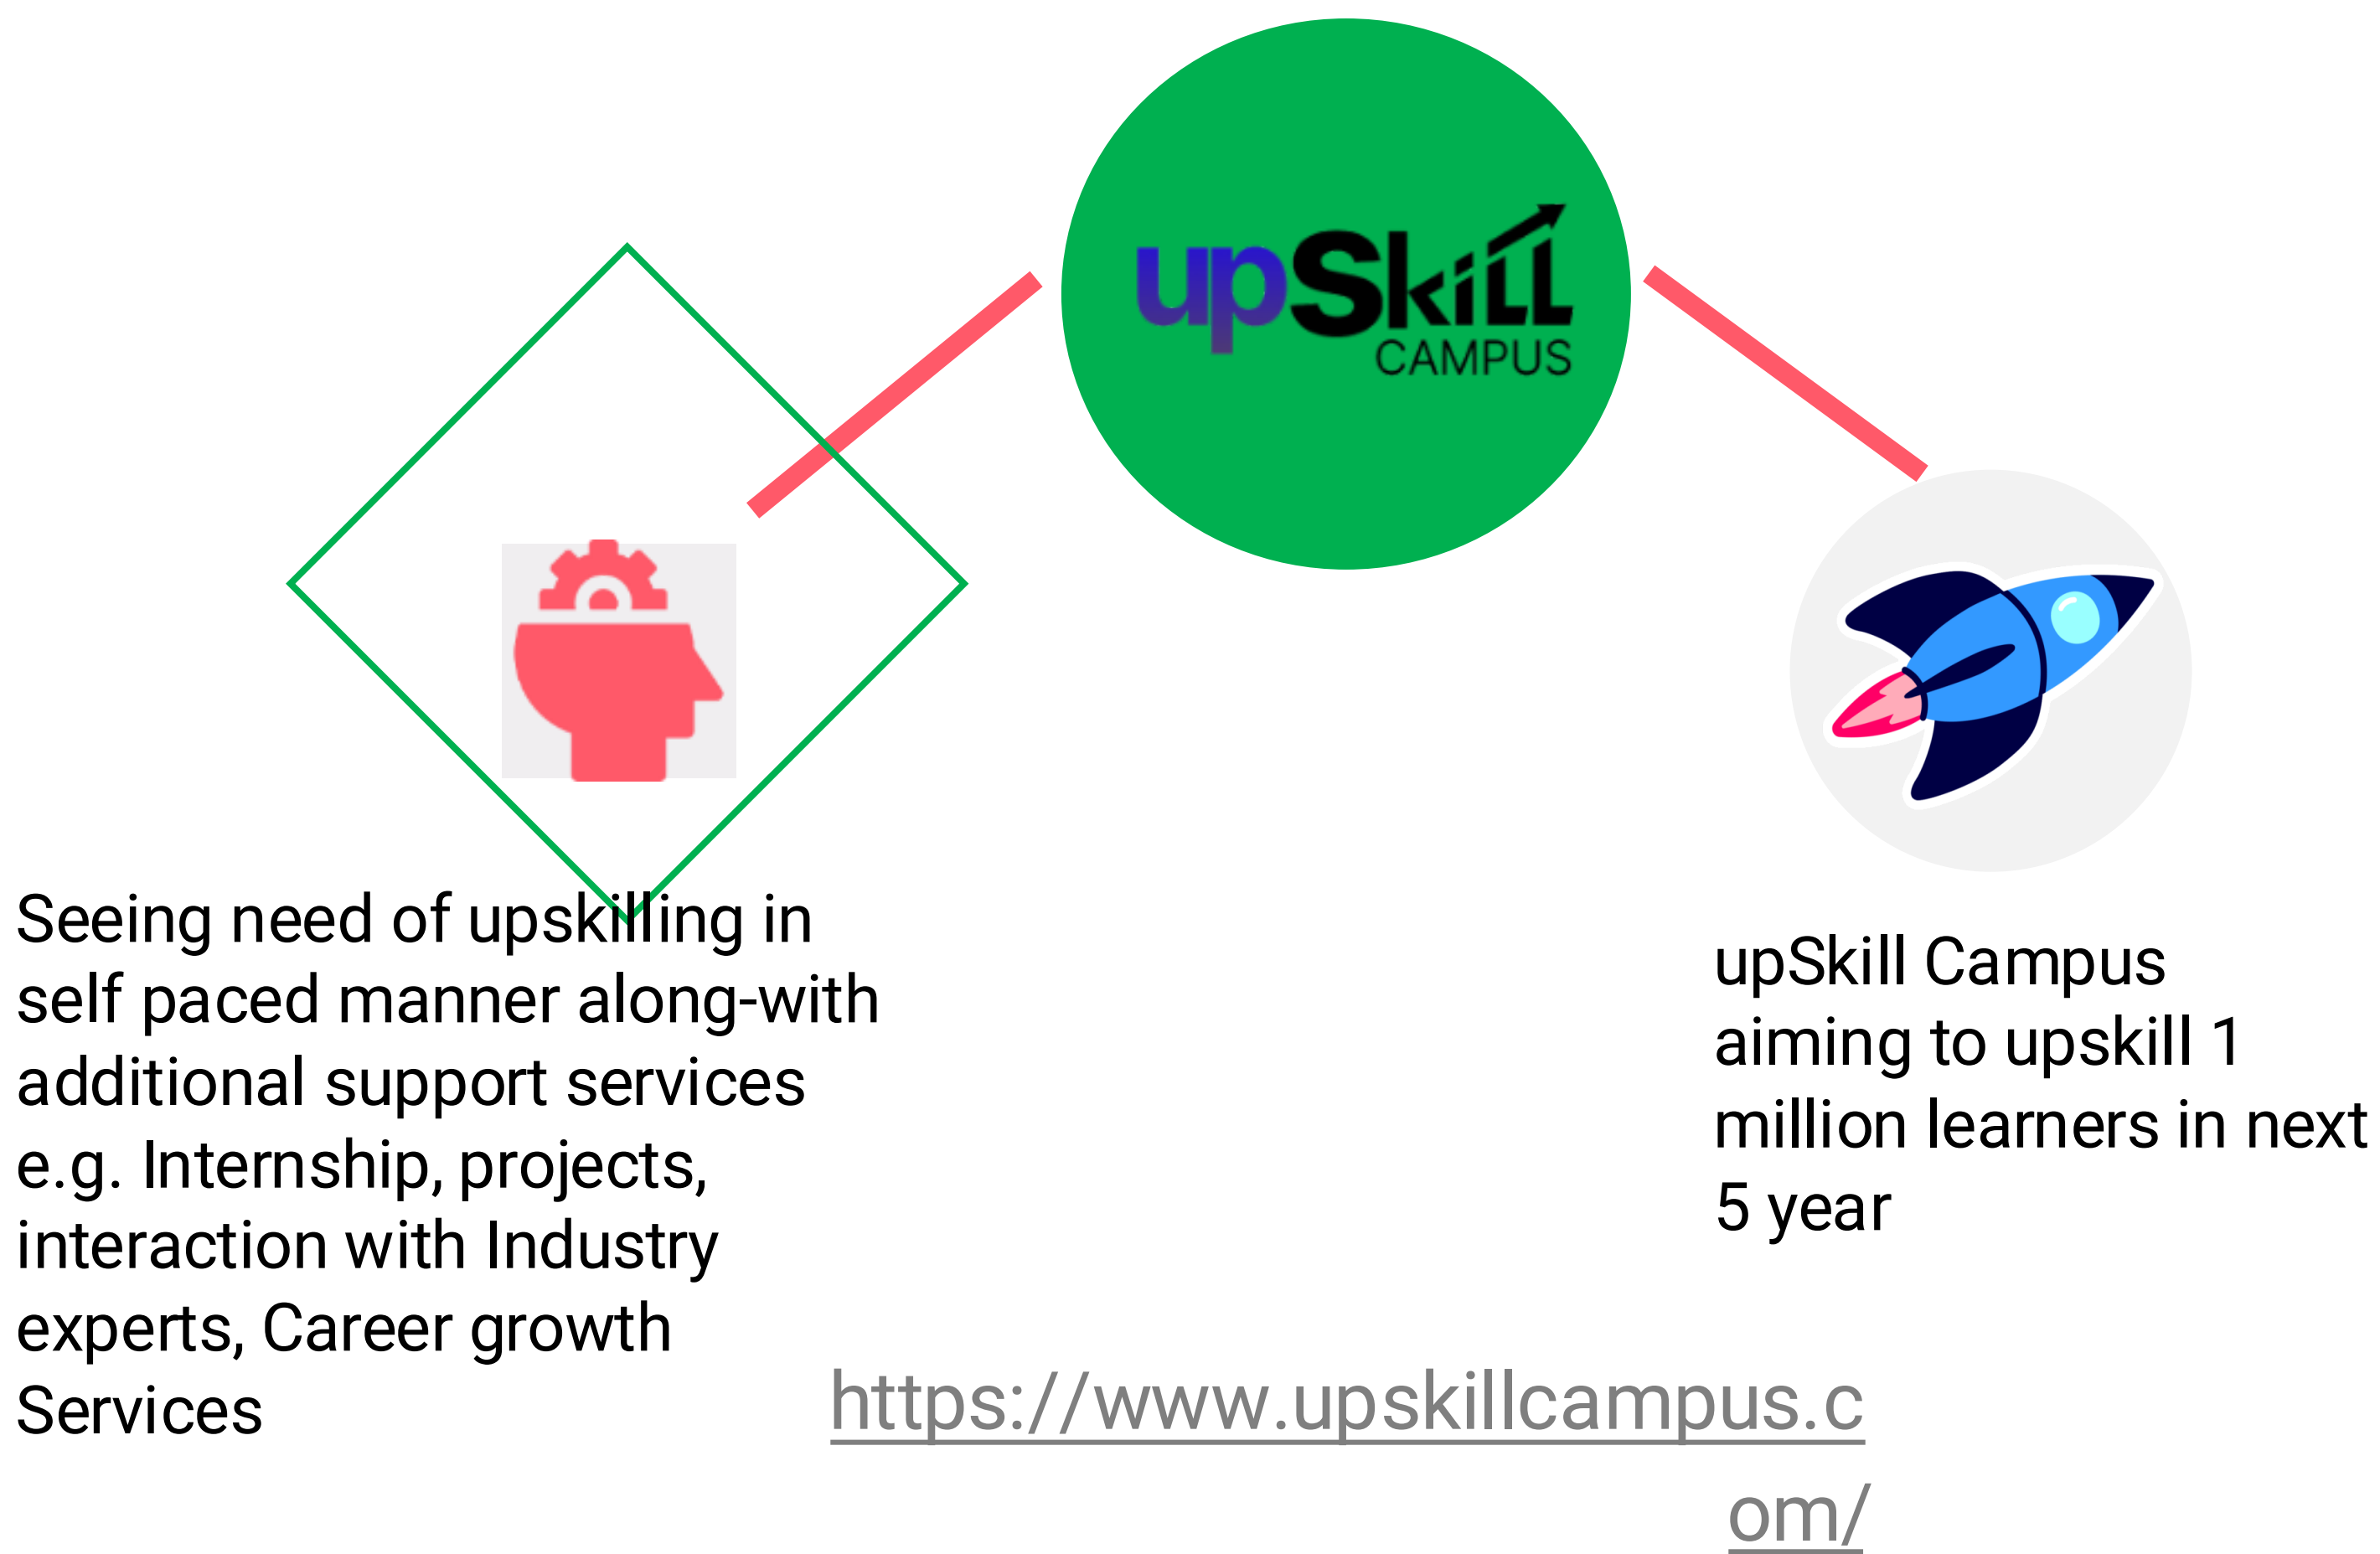 upSkill
CAMPUS
Seeing need of upskilling in
self paced manner along-with
additional support services
e.g. Internship, projects,
interaction with Industry
experts, Career growth
Services
upSkill Campus
aiming to upskill 1
million learners in next
5 year
https://www.upskillcampus.c
om/